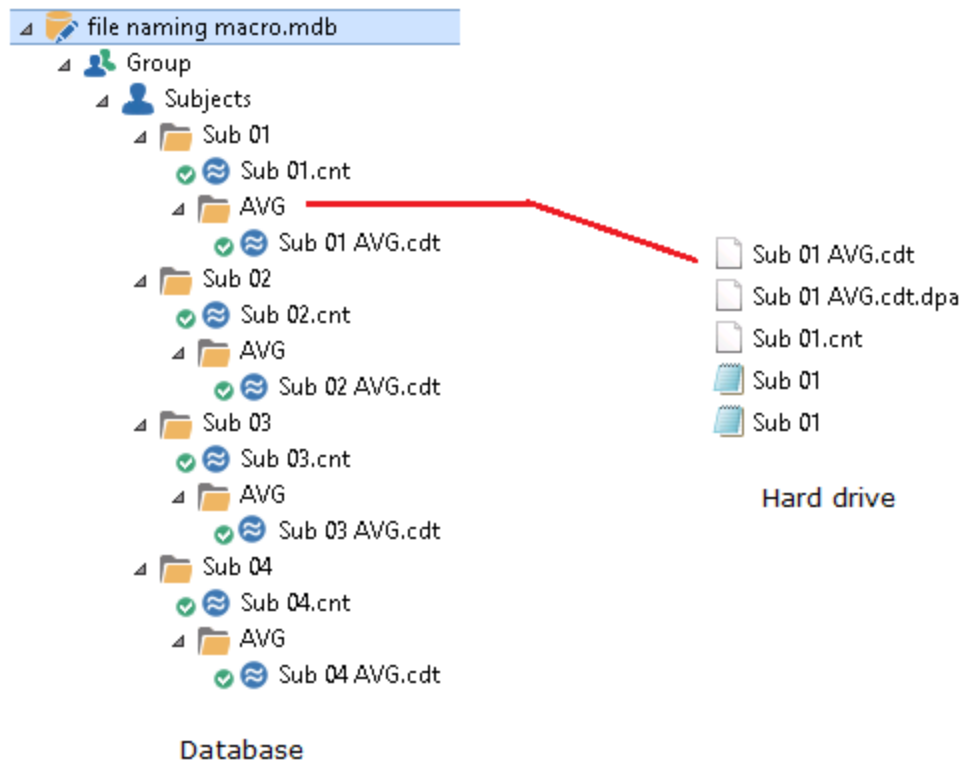 file naming macro.mdb
Group
Subjects
Sub 01
Sub 01.cnt
AVG
Sub 01 AVG.cdt
Sub 02
Sub 02.cnt
AVG
Sub 02 AVG.cdt
Sub 03
Sub 03.cnt
AVG
Sub 03 AVG.cdt
Sub 04
Sub 04.cnt
AVG
Sub 04 AVG.cdt
Database
Sub 01 AVG.cdt
Sub 01 AVG.cdt.dpa
Sub 01.cnt
Sub 01
Sub 01
Hard drive